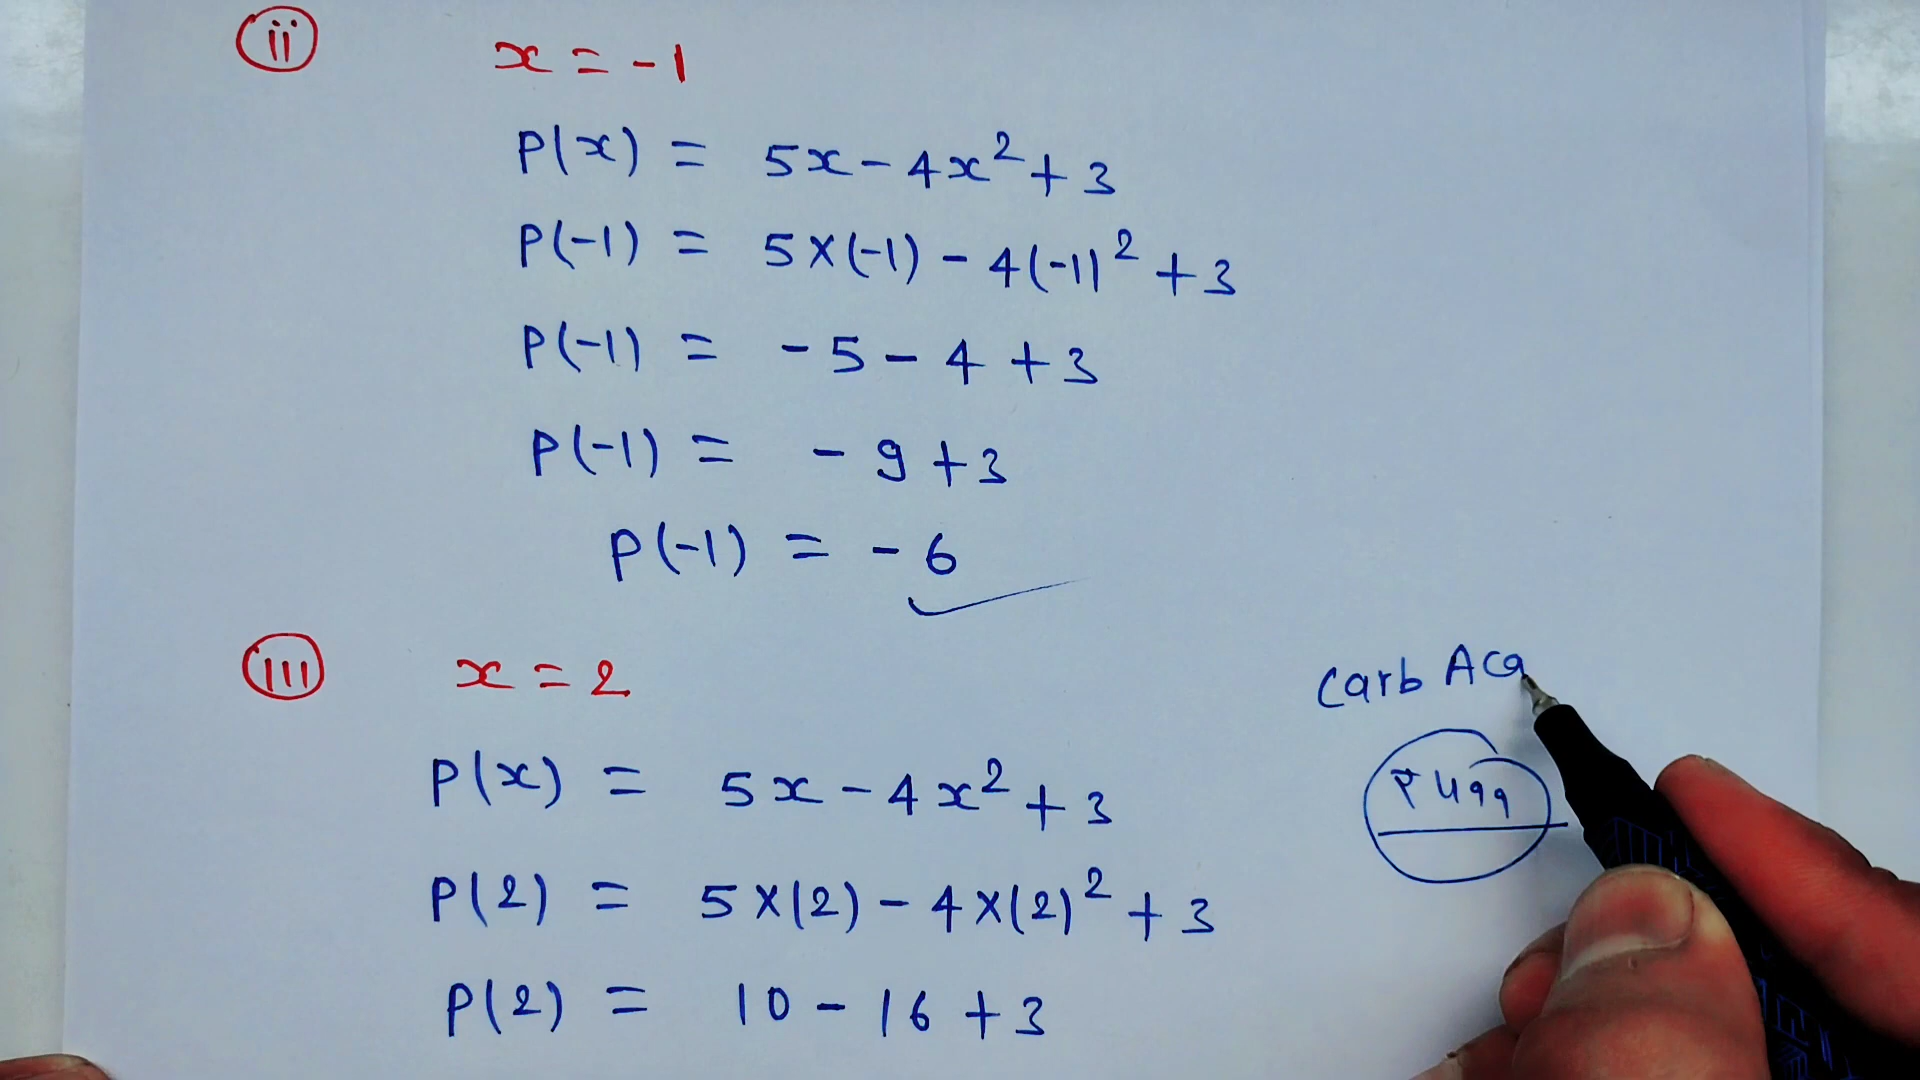 ii x = -1
P(x) = 5x - 4x² + 3
P(-1) = 5×(-1) - 4(-1)² + 3
P(-1) = -5 - 4 + 3
P(-1) = -9 + 3
P(-1) = -6
iii x = 2
Carb Aca
₹499
P(x) = 5x - 4x² + 3
P(2) = 5×(2) - 4×(2)² + 3
P(2) = 10 - 16 + 3